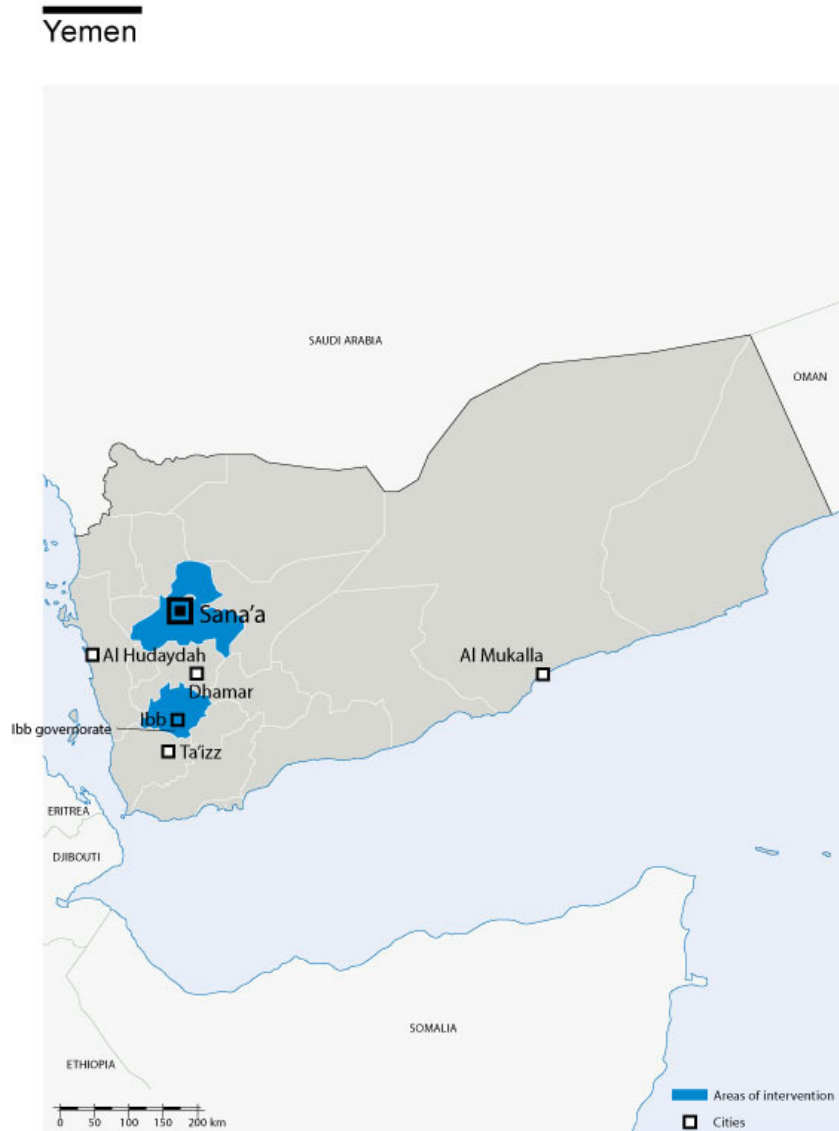 Yemen
SAUDI ARABIA
OMAN
Sana’a
Al Hudaydah
Al Mukalla
Dhamar
Ibb
Ibb governorate
Ta’izz
ERITREA
DJIBOUTI
SOMALIA
ETHIOPIA
Areas of intervention
0 50 100 150 200 km
Cities